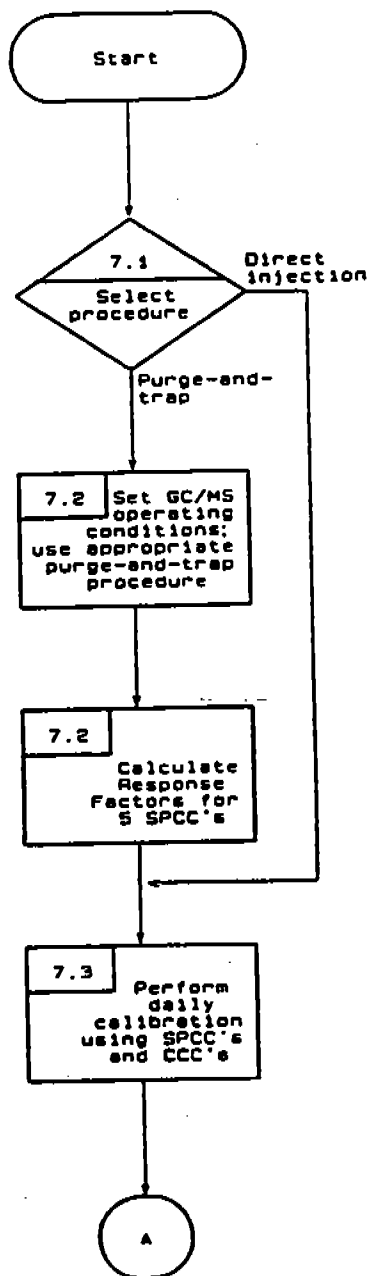 Start
7.1
Select
procedure
Direct
injection
Purge-and-
trap
7.2 Set GC/MS
operating
conditions;
use appropriate
purge-and-trap
procedure
7.2
Calculate
Response
Factors for
5 SPCC's
7.3
Perform
daily
calibration
using SPCC's
and CCC's
A